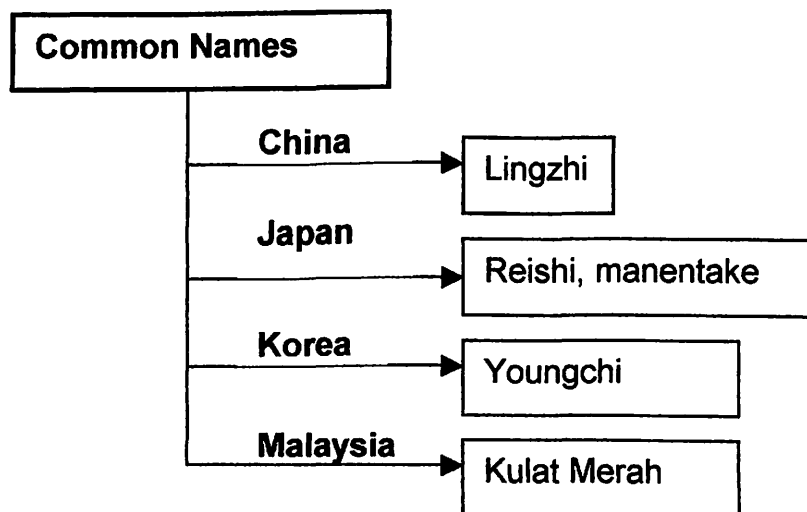 Common Names
China
Lingzhi
Japan
Reishi, manentake
Korea
Youngchi
Malaysia
Kulat Merah